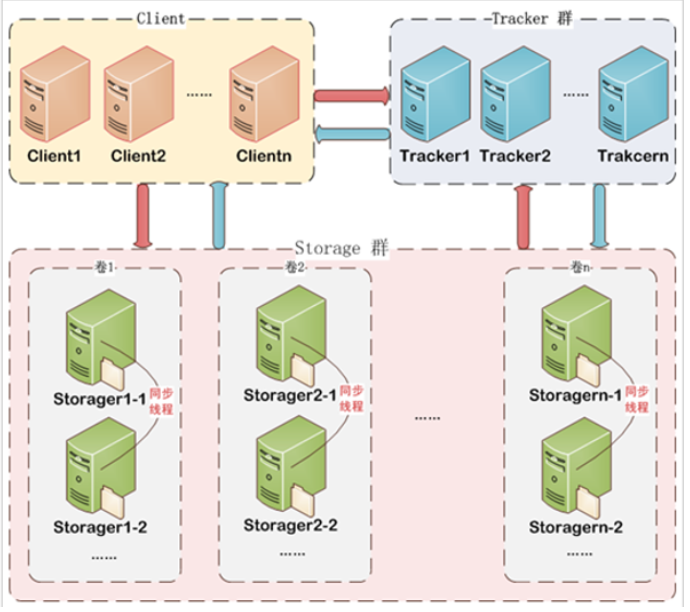 Client
Tracker 群
Client1
Client2
......
Clientn
Tracker1
Tracker2
......
Trakcern
Storage 群
卷1
卷2
卷n
Storager1-1
Storager2-1
Storagern-1
同步
线程
同步
线程
同步
线程
......
Storager1-2
Storager2-2
Storagern-2
......
......
......